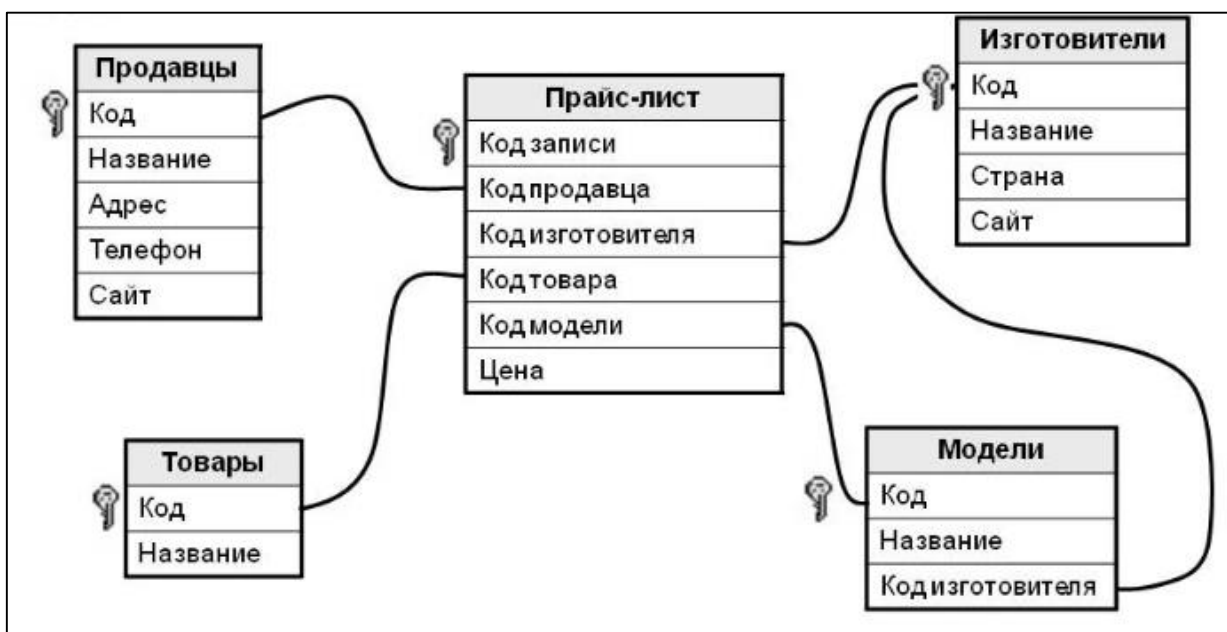 Продавцы
Код
Название
Адрес
Телефон
Сайт
Прайс-лист
Код записи
Код продавца
Код изготовителя
Код товара
Код модели
Цена
Изготовители
Код
Название
Страна
Сайт
Товары
Код
Название
Модели
Код
Название
Код изготовителя